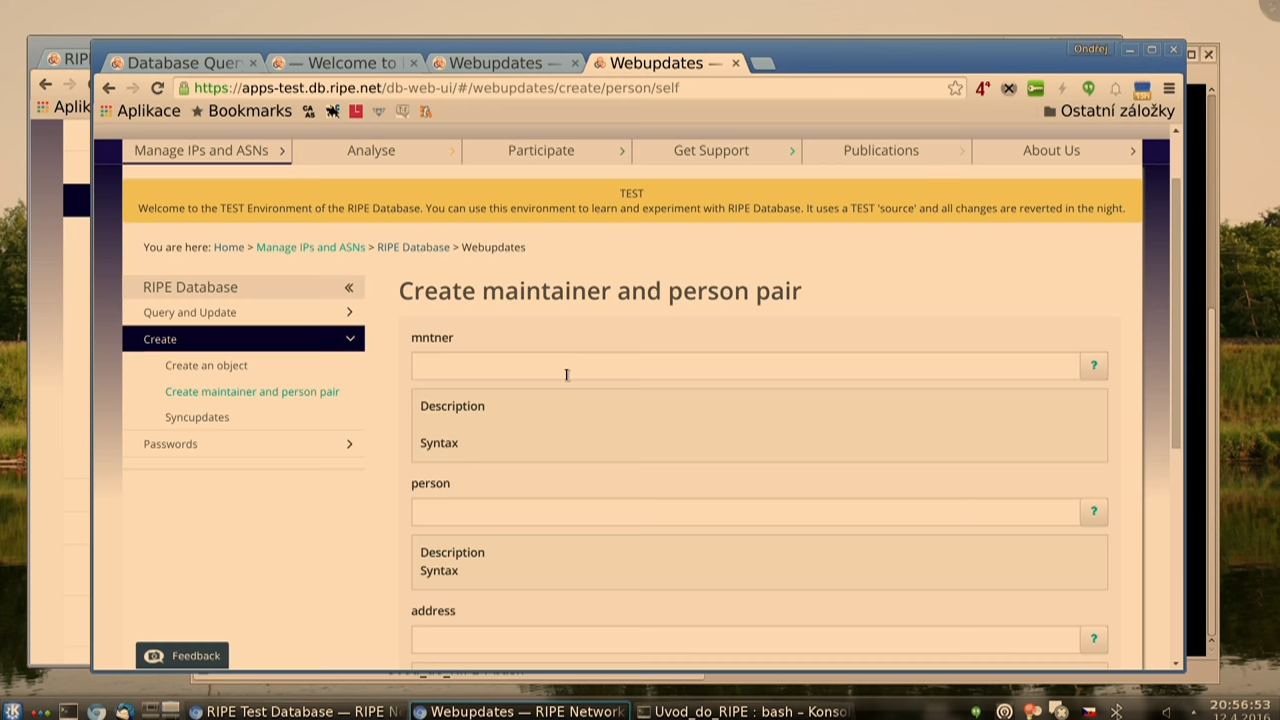 Ondřej
RIPE
Database Quer
— Welcome to
Webupdates —
Webupdates —
https://apps-test.db.ripe.net/db-web-ui/#/webupdates/create/person/self
Aplik
Aplikace
Bookmarks
Ostatní záložky
Manage IPs and ASNs
Analyse
Participate
Get Support
Publications
About Us
TEST
Welcome to the TEST Environment of the RIPE Database. You can use this environment to learn and experiment with RIPE Database. It uses a TEST 'source' and all changes are reverted in the night.
You are here: Home > Manage IPs and ASNs > RIPE Database > Webupdates
RIPE Database
Query and Update
Create
Create an object
Create maintainer and person pair
Syncupdates
Passwords
Feedback
Create maintainer and person pair
mntner
?
Description
Syntax
person
?
Description
Syntax
address
?
RIPE Test Database — RIPE N
Webupdates — RIPE Network
Uvod_do_RIPE : bash – Konso
20:56:53